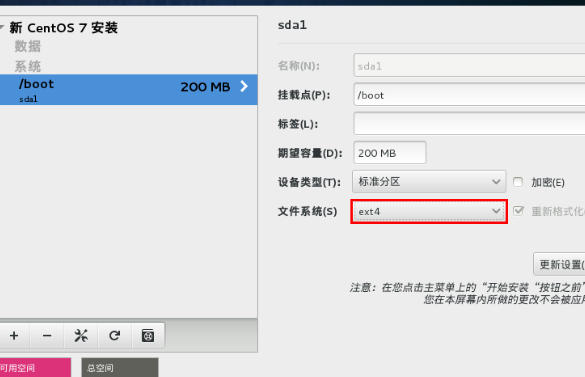 新 CentOS 7 安装
数据
系统
/boot 200 MB
sda1
sda1
名称(N): sda1
挂载点(P): /boot
标签(L):
期望容量(D): 200 MB
设备类型(T): 标准分区 加密(E)
文件系统(S) ext4 重新格式化(
更新设置(
注意：在您点击主菜单上的“开始安装“按钮之前”
您在本屏幕内所做的更改不会被应用
可用空间
总空间